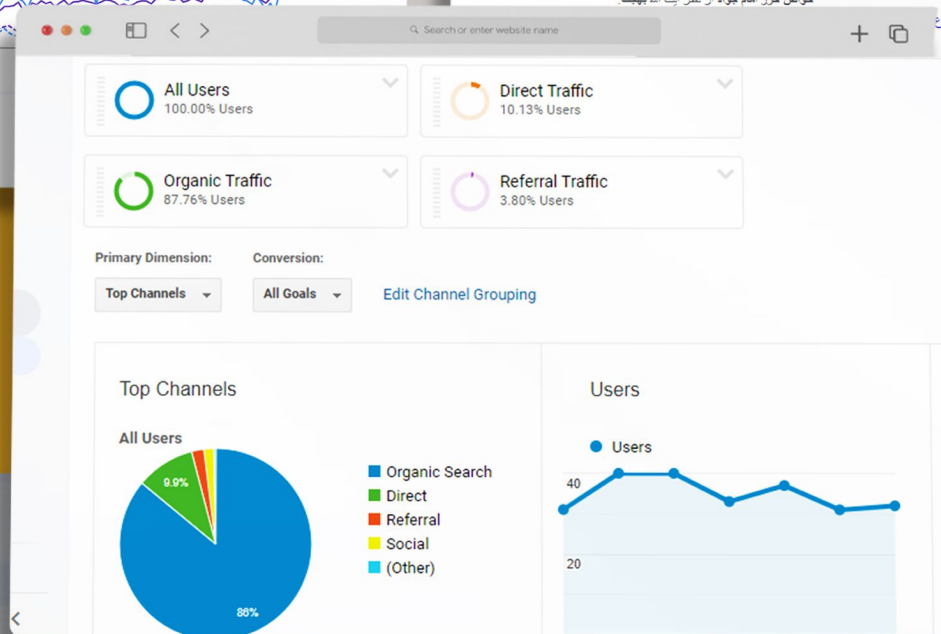 Search or enter website name
All Users
100.00% Users
Direct Traffic
10.13% Users
Organic Traffic
87.76% Users
Referral Traffic
3.80% Users
Primary Dimension:
Conversion:
Top Channels
All Goals
Edit Channel Grouping
Top Channels
All Users
9.9%
86%
Organic Search
Direct
Referral
Social
(Other)
Users
Users
40
20